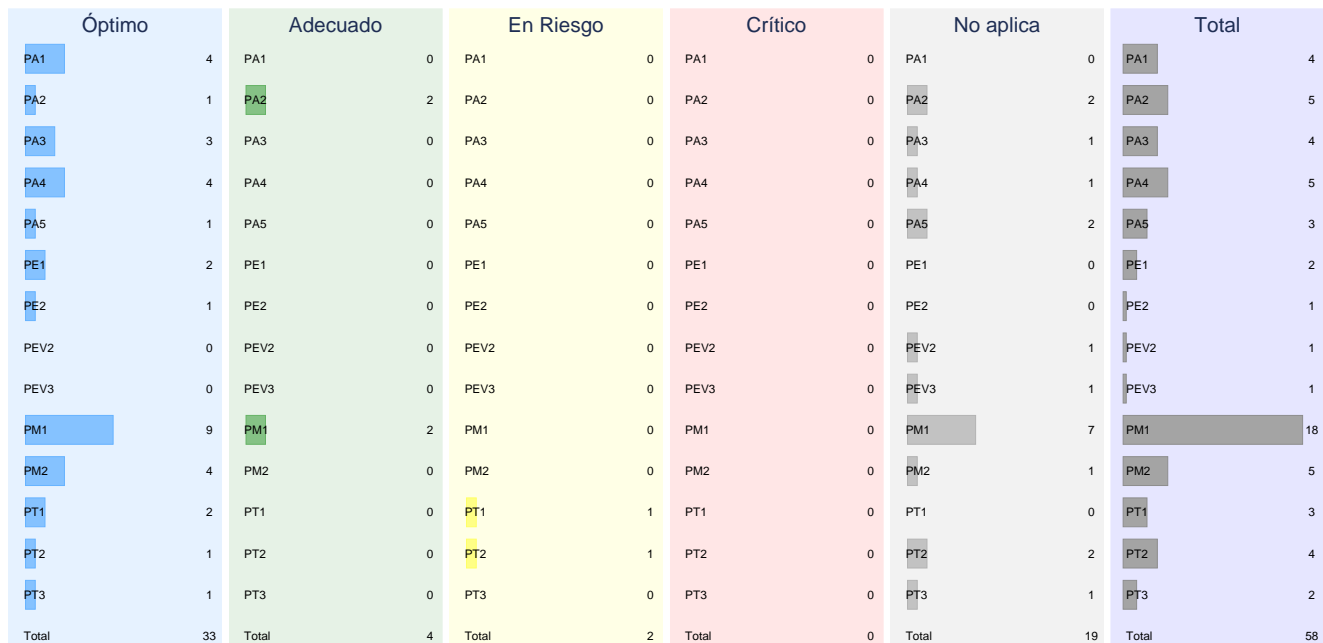 Óptimo Adecuado En Riesgo Crítico No aplica Total
PA1 4 PA1 0 PA1 0 PA1 0 PA1 0 PA1 4
PA2 1 PA2 2 PA2 0 PA2 0 PA2 2 PA2 5
PA3 3 PA3 0 PA3 0 PA3 0 PA3 1 PA3 4
PA4 4 PA4 0 PA4 0 PA4 0 PA4 1 PA4 5
PA5 1 PA5 0 PA5 0 PA5 0 PA5 2 PA5 3
PE1 2 PE1 0 PE1 0 PE1 0 PE1 0 PE1 2
PE2 1 PE2 0 PE2 0 PE2 0 PE2 0 PE2 1
PEV2 0 PEV2 0 PEV2 0 PEV2 0 PEV2 1 PEV2 1
PEV3 0 PEV3 0 PEV3 0 PEV3 0 PEV3 1 PEV3 1
PM1 9 PM1 2 PM1 0 PM1 0 PM1 7 PM1 18
PM2 4 PM2 0 PM2 0 PM2 0 PM2 1 PM2 5
PT1 2 PT1 0 PT1 1 PT1 0 PT1 0 PT1 3
PT2 1 PT2 0 PT2 1 PT2 0 PT2 2 PT2 4
PT3 1 PT3 0 PT3 0 PT3 0 PT3 1 PT3 2
Total 33 Total 4 Total 2 Total 0 Total 19 Total 58